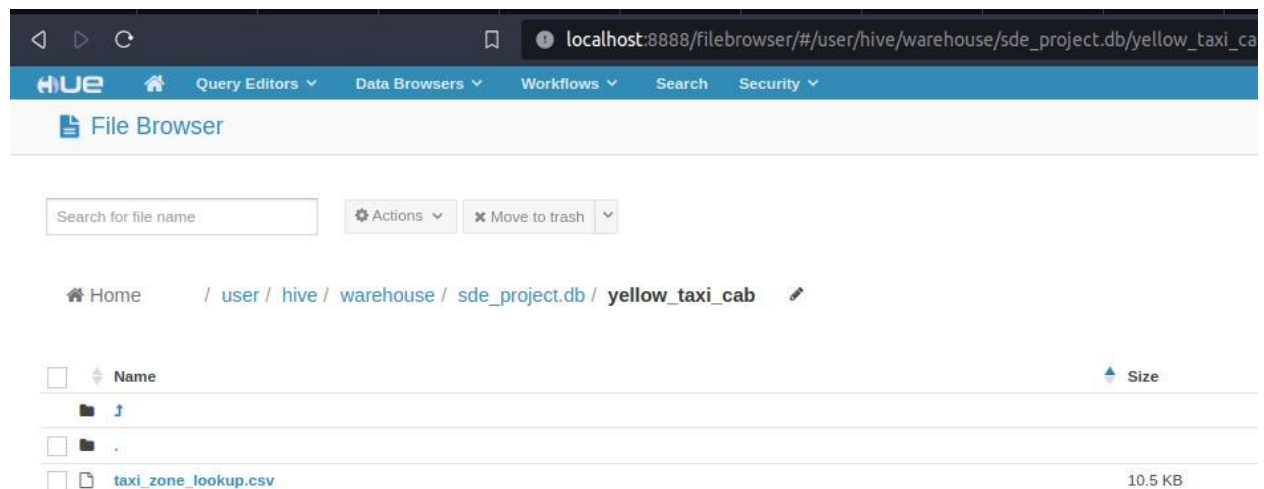 localhost:8888/filebrowser/#/user/hive/warehouse/sde_project.db/yellow_taxi_ca
HUE Query Editors Data Browsers Workflows Search Security
File Browser
Search for file name Actions Move to trash
Home / user / hive / warehouse / sde_project.db / yellow_taxi_cab
Name Size
.
taxi_zone_lookup.csv 10.5 KB